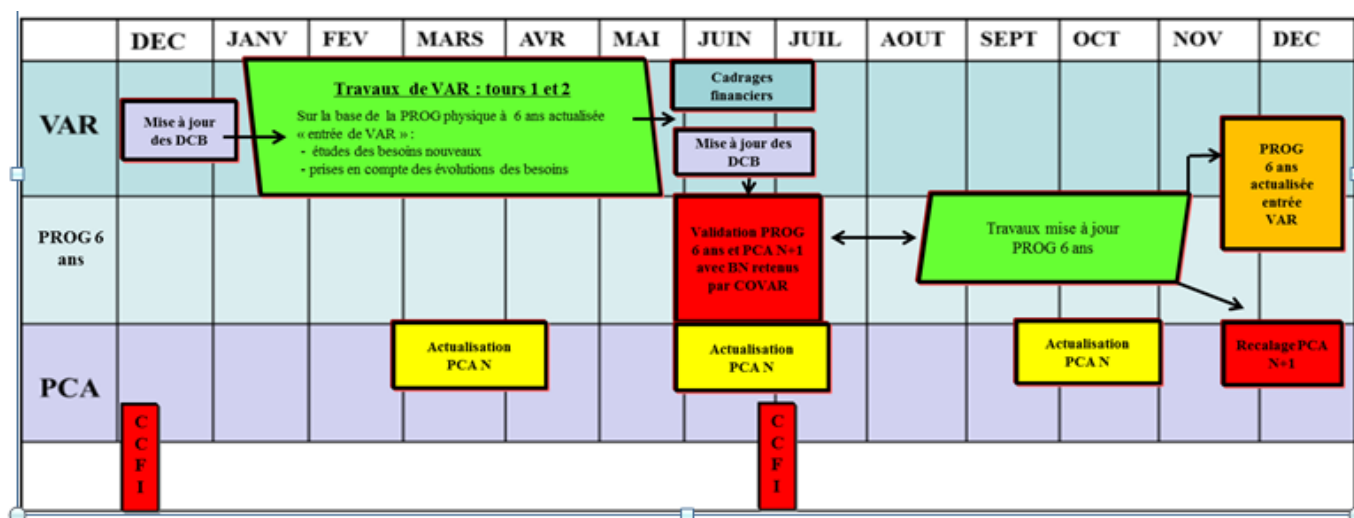 DEC JANV FEV MARS AVR MAI JUIN JUIL AOUT SEPT OCT NOV DEC
VAR
Mise à jour
des DCB
Travaux de VAR : tours 1 et 2
Sur la base de la PROG physique à 6 ans actualisée
« entrée de VAR » :
- études des besoins nouveaux
- prises en compte des évolutions des besoins
Cadrages
financiers
Mise à jour des
DCB
PROG
6 ans
actualisée
entrée
VAR
PROG 6
ans
Validation PROG
6 ans et PCA N+1
avec BN retenus
par COVAR
Travaux mise à jour
PROG 6 ans
PCA
Actualisation
PCA N
Actualisation
PCA N
Actualisation
PCA N
Recalage PCA
N+1
C
C
F
I
C
C
F
I